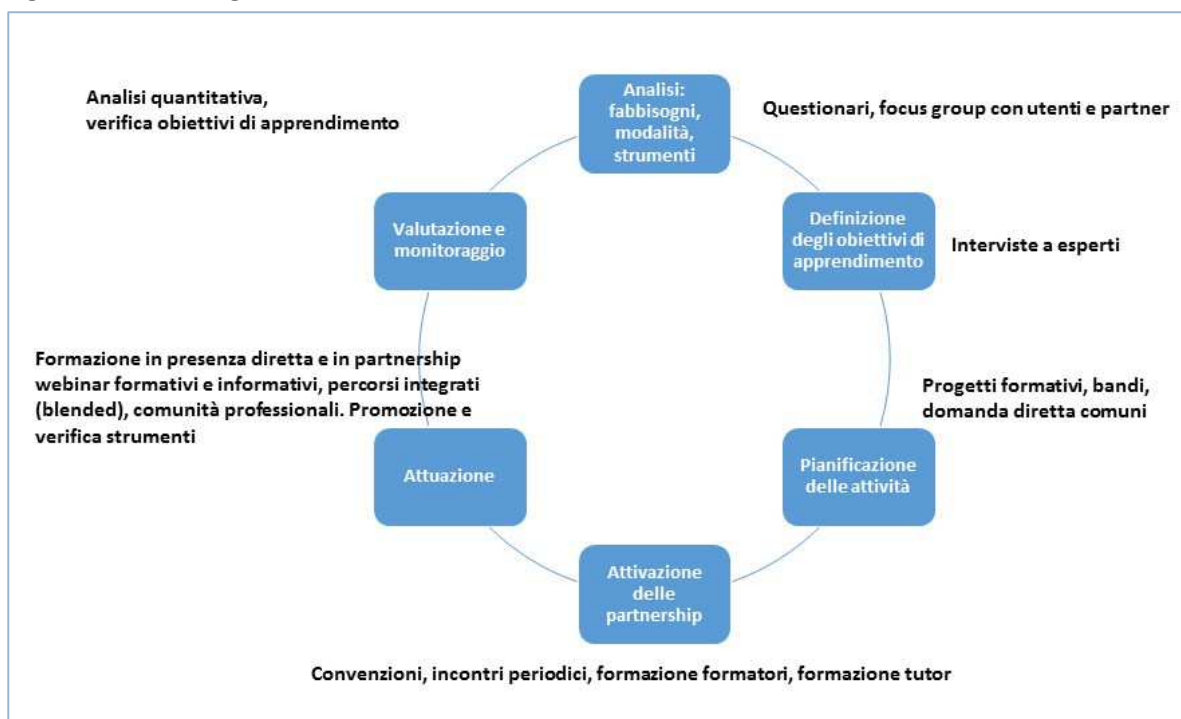 Analisi quantitativa,
verifica obiettivi di apprendimento
Analisi:
fabbisogni,
modalità,
strumenti
Questionari, focus group con utenti e partner
Valutazione e
monitoraggio
Definizione
degli obiettivi di
apprendimento
Interviste a esperti
Formazione in presenza diretta e in partnership
webinar formativi e informativi, percorsi integrati
(blended), comunità professionali. Promozione e
verifica strumenti
Progetti formativi, bandi,
domanda diretta comuni
Attuazione
Pianificazione
delle attività
Attivazione
delle
partnership
Convenzioni, incontri periodici, formazione formatori, formazione tutor